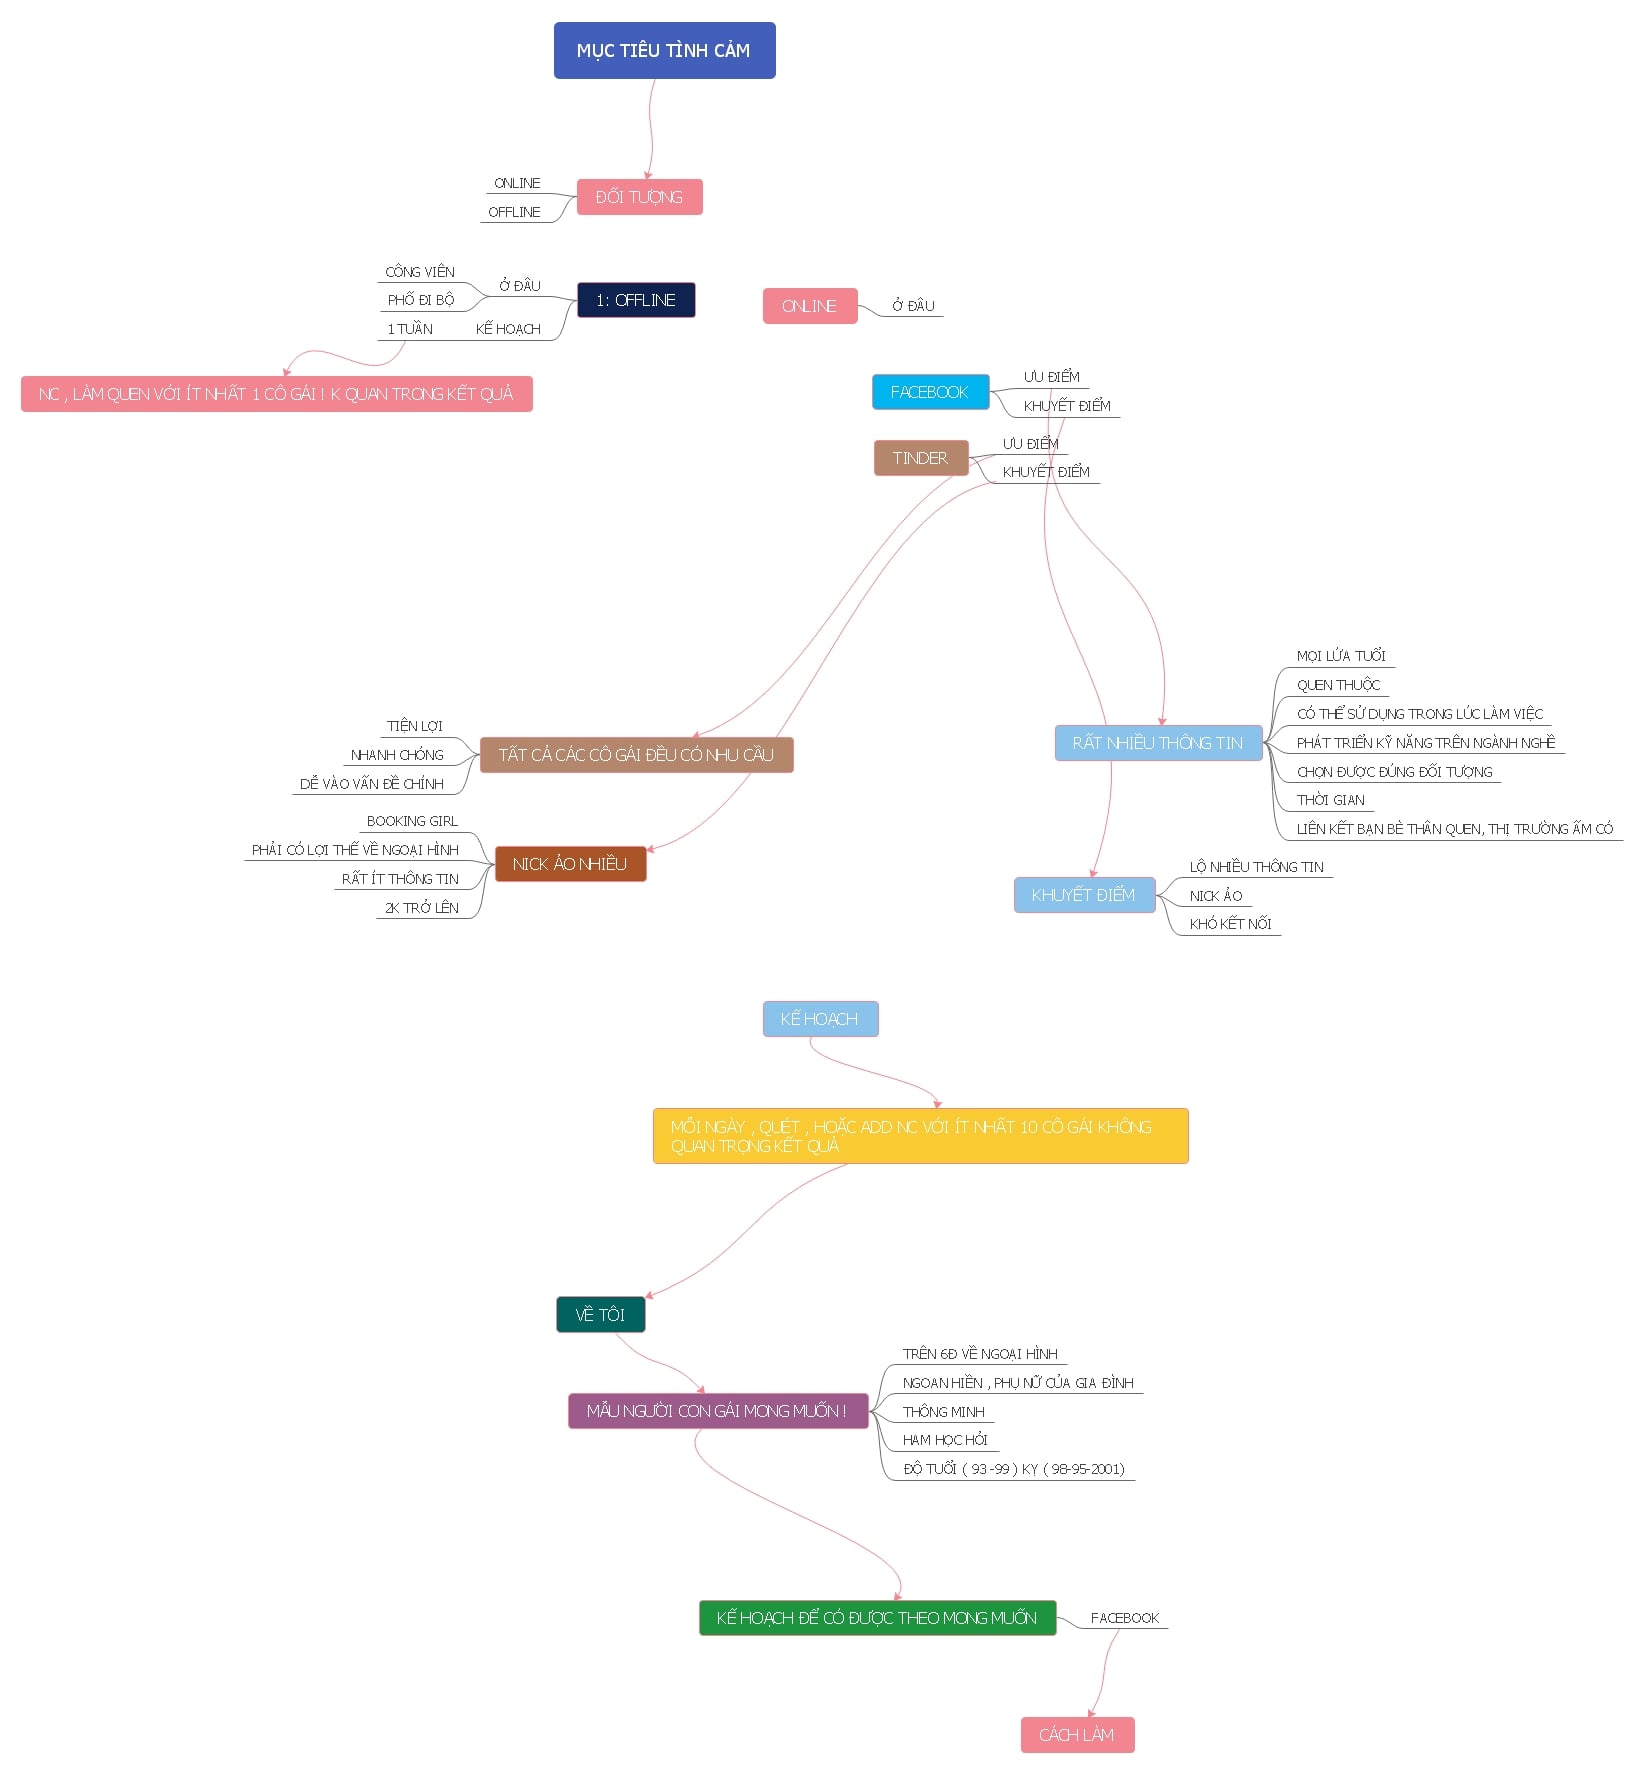 MỤC TIÊU TÌNH CẢM
ONLINE
OFFLINE
ĐỐI TƯỢNG
CÔNG VIÊN
PHỐ ĐI BỘ
Ở ĐÂU
1 TUẦN
KẾ HOẠCH
1: OFFLINE
ONLINE
Ở ĐÂU
NC , LÀM QUEN VỚI ÍT NHẤT 1 CÔ GÁI ! K QUAN TRONG KẾT QUẢ
FACEBOOK
ƯU ĐIỂM
KHUYẾT ĐIỂM
TINDER
ƯU ĐIỂM
KHUYẾT ĐIỂM
TIỆN LỢI
NHANH CHÓNG
DỄ VÀO VẤN ĐỀ CHÍNH
TẤT CẢ CÁC CÔ GÁI ĐỀU CÓ NHU CẦU
BOOKING GIRL
PHẢI CÓ LỢI THẾ VỀ NGOẠI HÌNH
RẤT ÍT THÔNG TIN
2K TRỞ LÊN
NICK ẢO NHIỀU
RẤT NHIỀU THÔNG TIN
MỌI LỨA TUỔI
QUEN THUỘC
CÓ THỂ SỬ DỤNG TRONG LÚC LÀM VIỆC
PHÁT TRIỂN KỸ NĂNG TRÊN NGÀNH NGHỀ
CHỌN ĐƯỢC ĐÚNG ĐỐI TƯỢNG
THỜI GIAN
LIÊN KẾT BẠN BÈ THÂN QUEN, THỊ TRƯỜNG ẤM CÓ
KHUYẾT ĐIỂM
LỘ NHIỀU THÔNG TIN
NICK ẢO
KHÓ KẾT NỐI
KẾ HOẠCH
MỖI NGÀY , QUÉT , HOẶC ADD NC VỚI ÍT NHẤT 10 CÔ GÁI KHÔNG
QUAN TRỌNG KẾT QUẢ
VỀ TÔI
MẪU NGƯỜI CON GÁI MONG MUỐN !
TRÊN 6Đ VỀ NGOẠI HÌNH
NGOAN HIỀN , PHỤ NỮ CỦA GIA ĐÌNH
THÔNG MINH
HAM HỌC HỎI
ĐỘ TUỔI ( 93 -99 ) KỴ ( 98-95-2001)
KẾ HOẠCH ĐỂ CÓ ĐƯỢC THEO MONG MUỐN
FACEBOOK
CÁCH LÀM